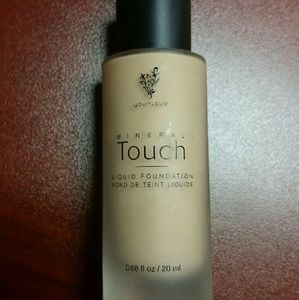 younique
MINERAL
Touch
LIQUID FOUNDATION
FOND DE TEINT LIQUIDE
0.68 fl oz / 20 ml